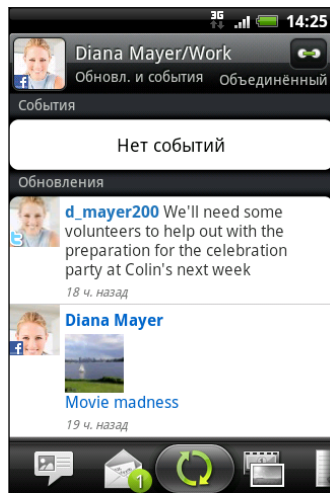 3G 14:25
Diana Mayer/Work
Обновл. и события Объединённый
События
Нет событий
Обновления
d_mayer200 We'll need some
volunteers to help out with the
preparation for the celebration
party at Colin's next week
18 ч. назад
Diana Mayer
Movie madness
19 ч. назад
1